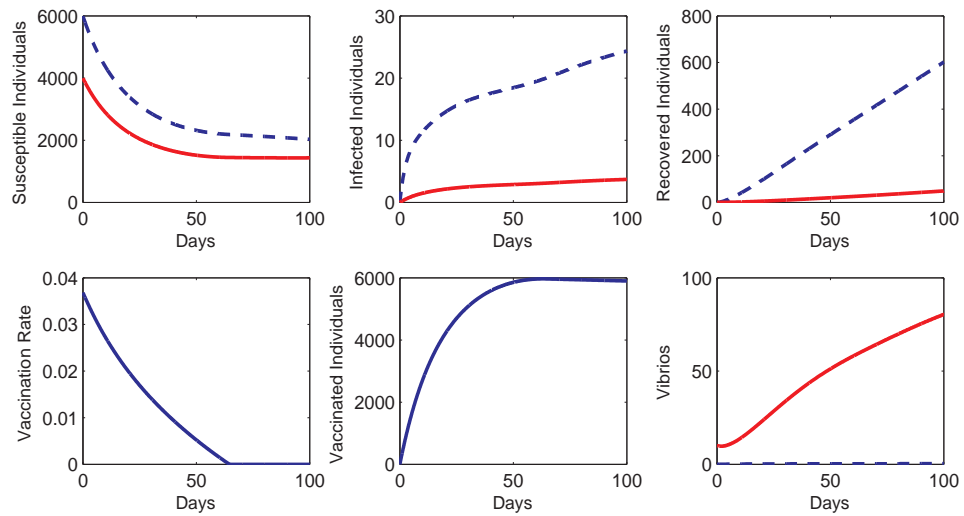 Susceptible Individuals
6000
4000
2000
0
0 50 100
Days
Infected Individuals
30
20
10
0
0 50 100
Days
Recovered Individuals
800
600
400
200
0
0 50 100
Days
Vaccination Rate
0.04
0.03
0.02
0.01
0
0 50 100
Days
Vaccinated Individuals
6000
4000
2000
0
0 50 100
Days
Vibrios
100
50
0
0 50 100
Days